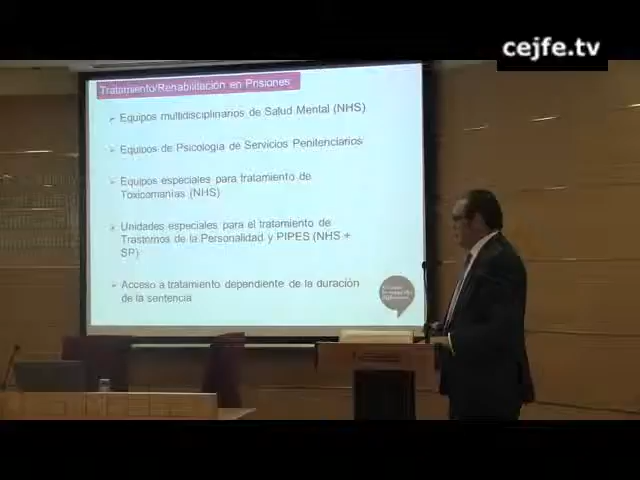 cejfe.tv
Tratamiento/Rehabilitación en Prisiones
Equipos multidisciplinarios de Salud Mental (NHS)
Equipos de Psicología de Servicios Penitenciarios
Equipos especiales para tratamiento de
Toxicomanías (NHS)
Unidades especiales para el tratamiento de
Trastornos de la Personalidad y PIPES (NHS +
SP)
Acceso a tratamiento dependiente de la duración
de la sentencia